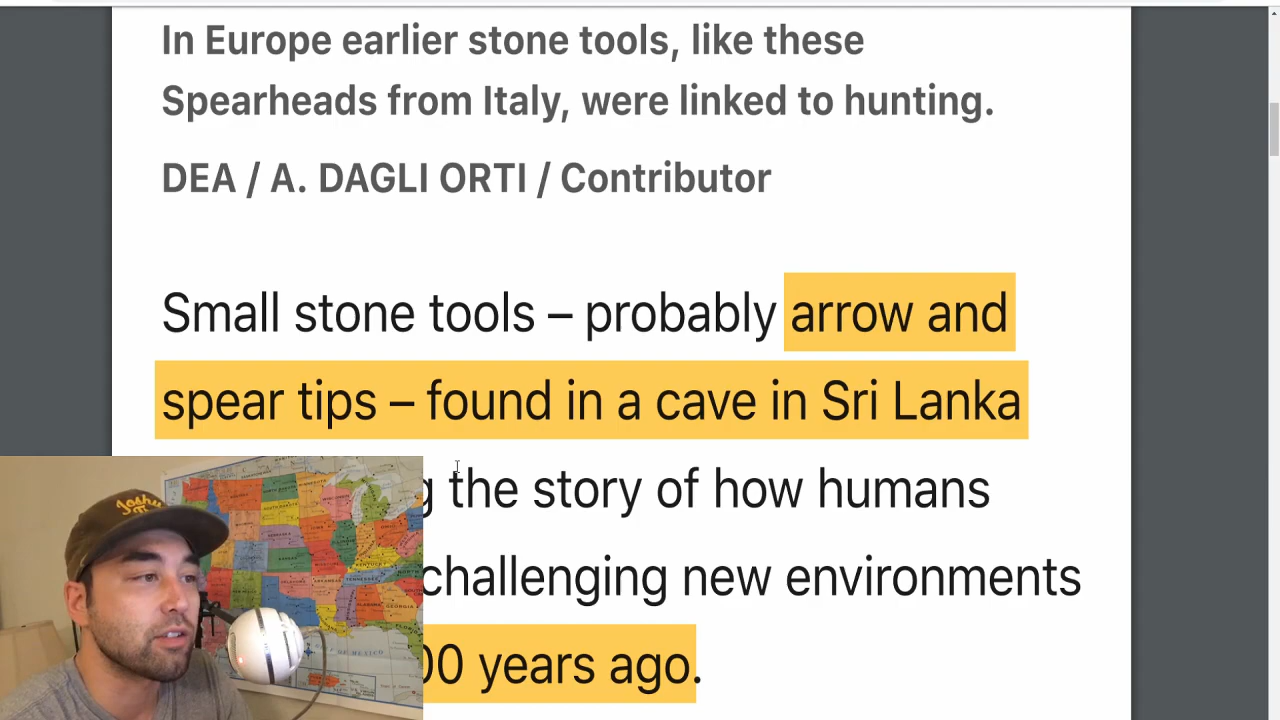 In Europe earlier stone tools, like these
Spearheads from Italy, were linked to hunting.
DEA / A. DAGLI ORTI / Contributor
Small stone tools – probably arrow and
spear tips – found in a cave in Sri Lanka
g the story of how humans
challenging new environments
00 years ago.